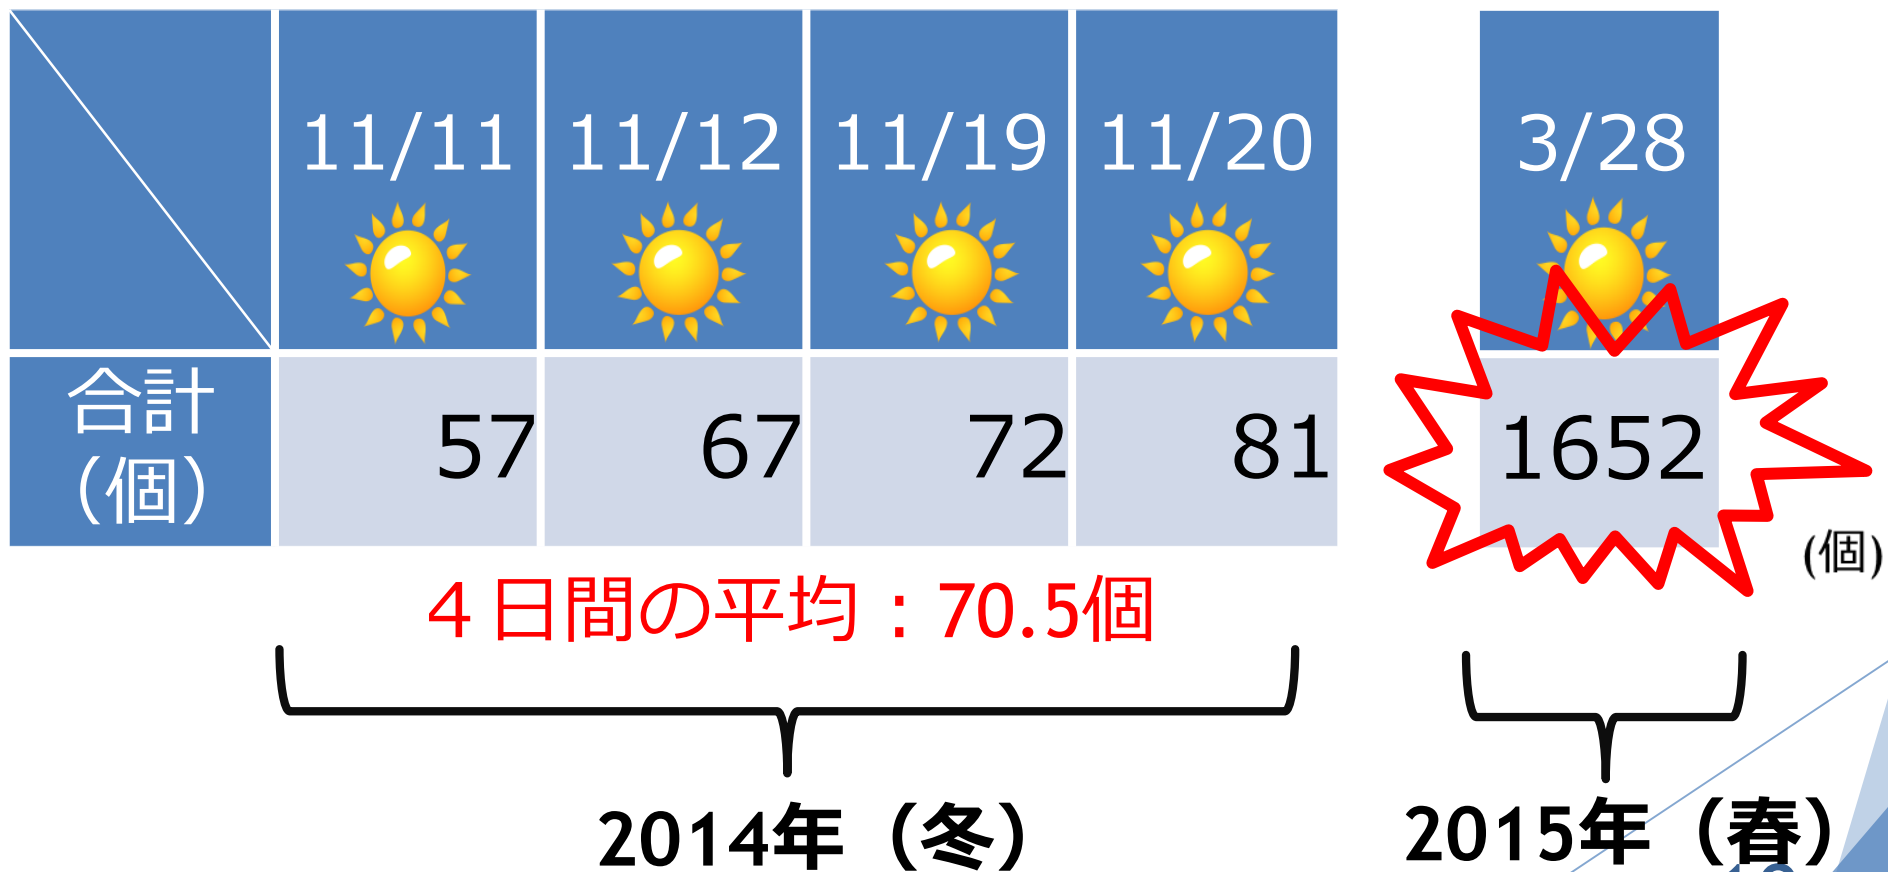 11/11 11/12 11/19 11/20 3/28
合計 57 67 72 81 1652
（個）
(個)
４日間の平均：70.5個
2014年（冬） 2015年（春）